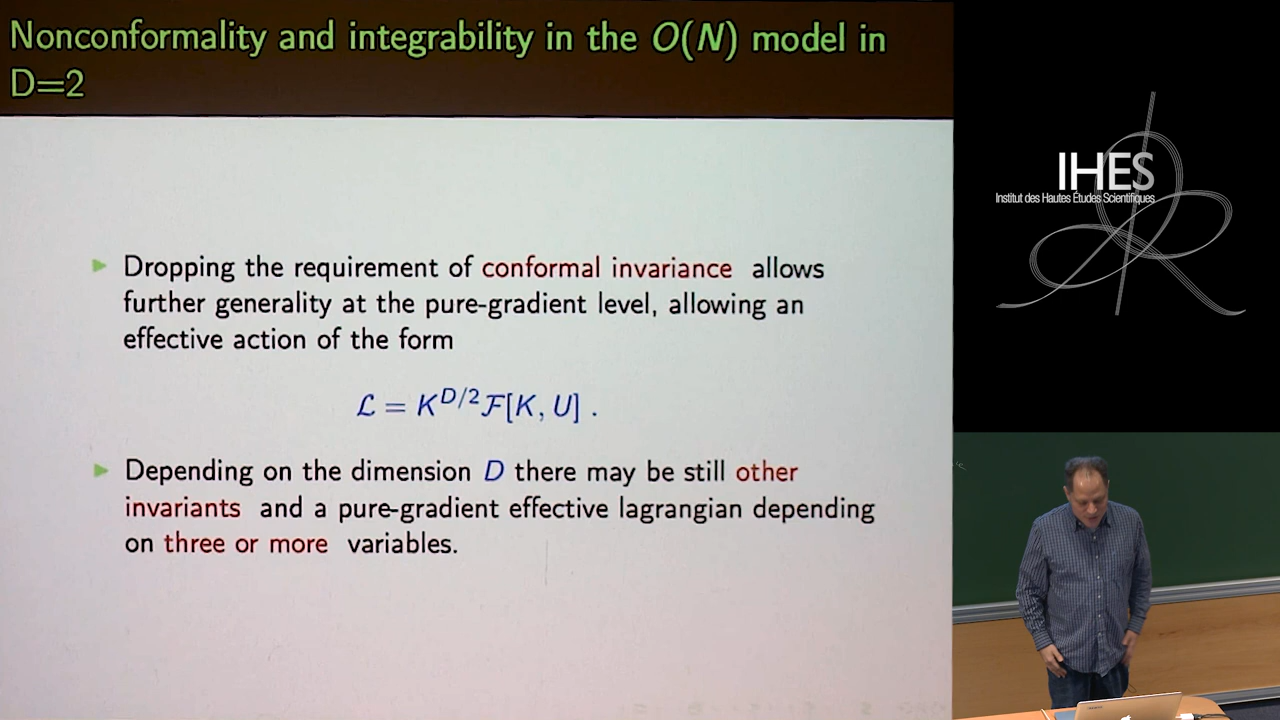 Nonconformality and integrability in the O(N) model in
D=2
Dropping the requirement of conformal invariance allows
further generality at the pure-gradient level, allowing an
effective action of the form
ℒ = K^{D/2} ℱ[K, U] .
Depending on the dimension D there may be still other
invariants and a pure-gradient effective lagrangian depending
on three or more variables.
IHES
Institut des Hautes Études Scientifiques